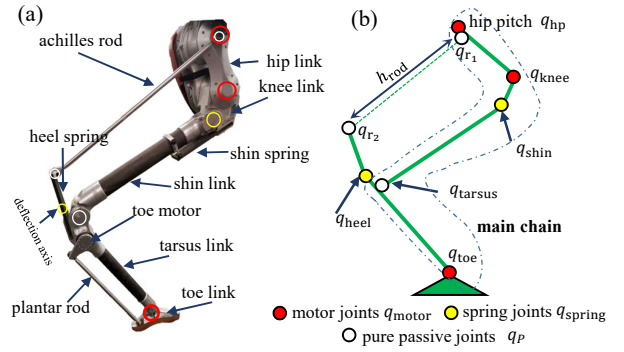 (a)
achilles rod
hip link
knee link
heel spring
shin spring
deflection axis
shin link
toe motor
tarsus link
plantar rod
toe link
(b)
hip pitch q_hp
q_r₁
h_rod
q_knee
q_r₂
q_shin
q_tarsus
q_heel
main chain
q_toe
motor joints q_motor
spring joints q_spring
pure passive joints q_P